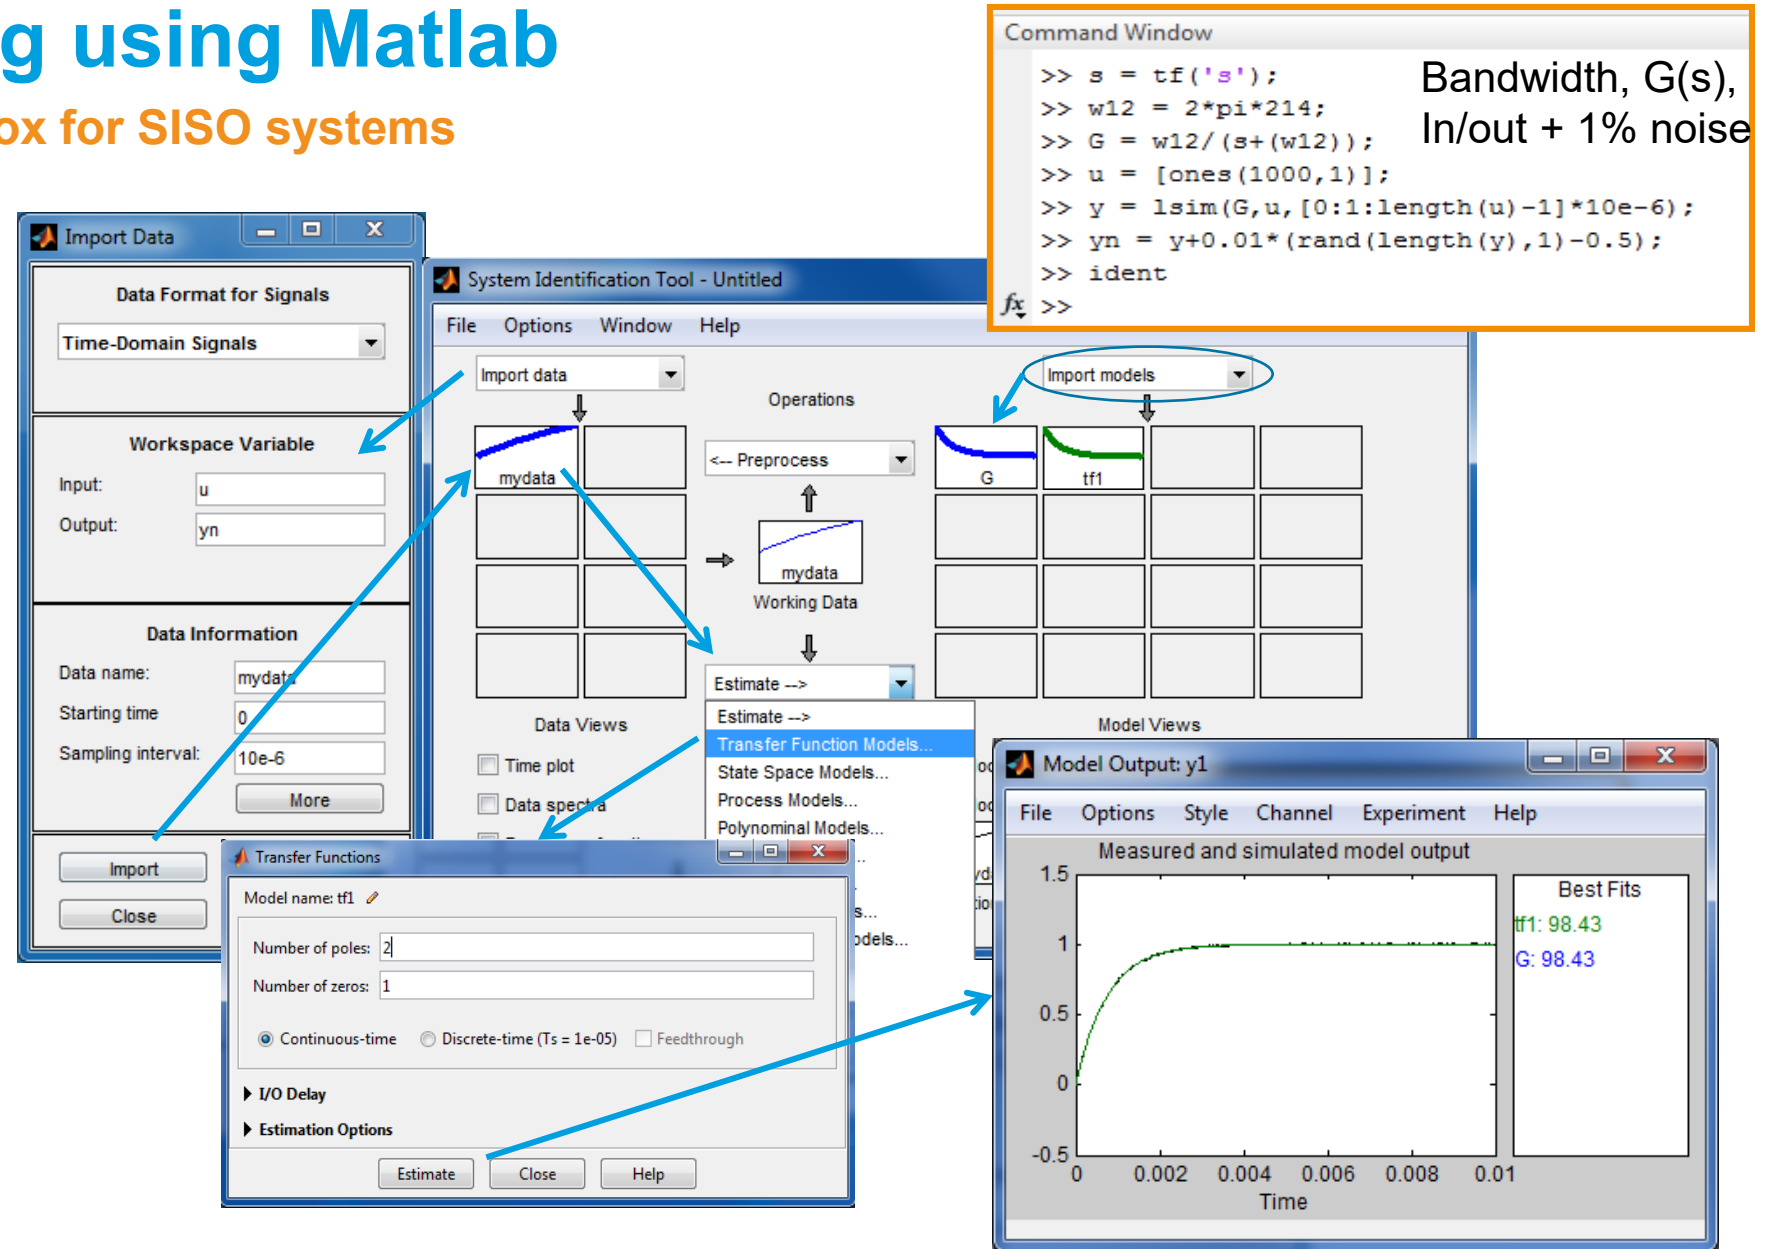 g using Matlab
ox for SISO systems
Command Window
>> s = tf('s');
>> w12 = 2*pi*214;
>> G = w12/(s+(w12));
>> u = [ones(1000,1)];
>> y = lsim(G,u,[0:1:length(u)-1]*10e-6);
>> yn = y+0.01*(rand(length(y),1)-0.5);
>> ident
fx >>
Bandwidth, G(s),
In/out + 1% noise
Import Data
Data Format for Signals
Time-Domain Signals
Workspace Variable
Input: u
Output: yn
Data Information
Data name: mydata
Starting time 0
Sampling interval: 10e-6
More
Import
Close
System Identification Tool - Untitled
File Options Window Help
Import data
Operations
Import models
mydata
<-- Preprocess
G
tf1
mydata
Working Data
Estimate -->
Estimate -->
Transfer Function Models...
State Space Models...
Process Models...
Polynominal Models...
s...
odels...
Data Views
Time plot
Data spectra
Model Views
Transfer Functions
Model name: tf1
Number of poles: 2
Number of zeros: 1
Continuous-time Discrete-time (Ts = 1e-05) Feedthrough
I/O Delay
Estimation Options
Estimate Close Help
Model Output: y1
File Options Style Channel Experiment Help
Measured and simulated model output
1.5
1
0.5
0
-0.5
0 0.002 0.004 0.006 0.008 0.01
Time
Best Fits
tf1: 98.43
G: 98.43